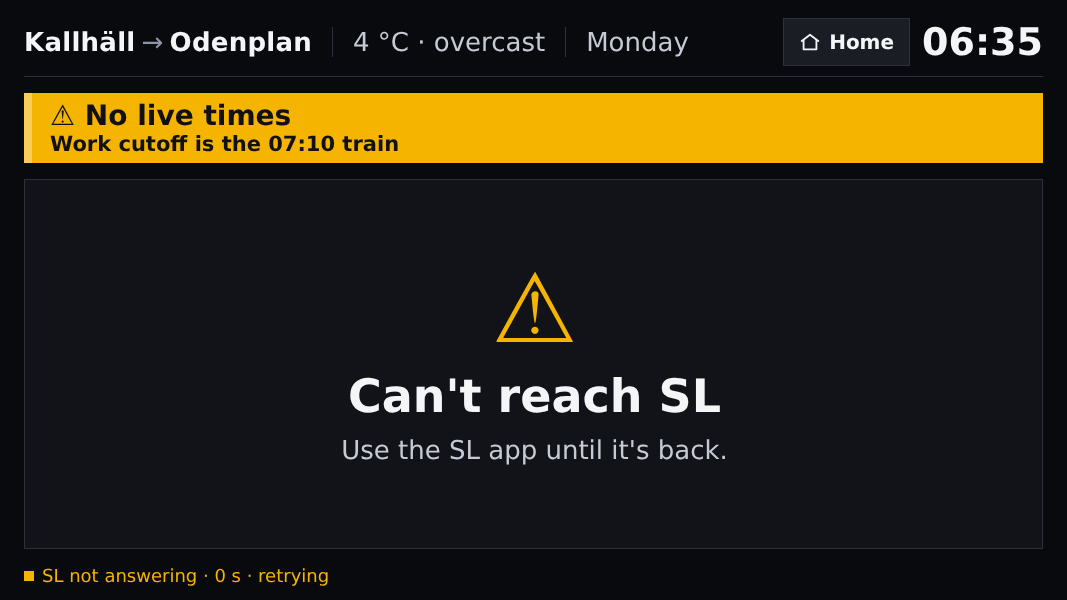 Kallhäll → Odenplan
4 °C · overcast
Monday
Home
06:35
⚠ No live times
Work cutoff is the 07:10 train
Can't reach SL
Use the SL app until it's back.
SL not answering · 0 s · retrying